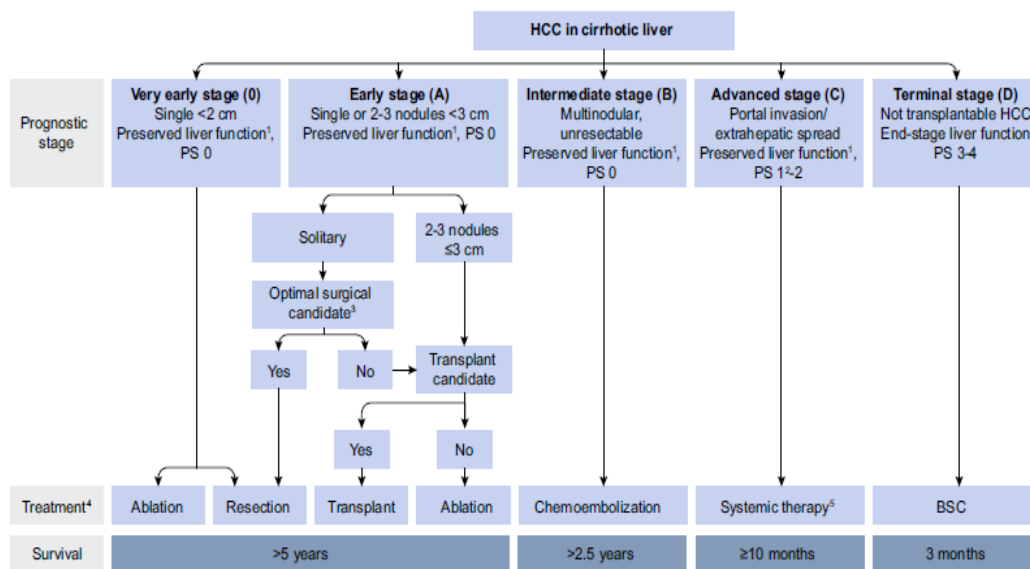 HCC in cirrhotic liver
Prognostic
stage
Very early stage (0)
Single <2 cm
Preserved liver function¹,
PS 0
Early stage (A)
Single or 2-3 nodules <3 cm
Preserved liver function¹, PS 0
Intermediate stage (B)
Multinodular,
unresectable
Preserved liver function¹,
PS 0
Advanced stage (C)
Portal invasion/
extrahepatic spread
Preserved liver function¹,
PS 1²-2
Terminal stage (D)
Not transplantable HCC
End-stage liver function
PS 3-4
Solitary
2-3 nodules
≤3 cm
Optimal surgical
candidate³
Yes
No
Transplant
candidate
Yes
No
Treatment⁴
Ablation
Resection
Transplant
Ablation
Chemoembolization
Systemic therapy⁵
BSC
Survival
>5 years
>2.5 years
≥10 months
3 months